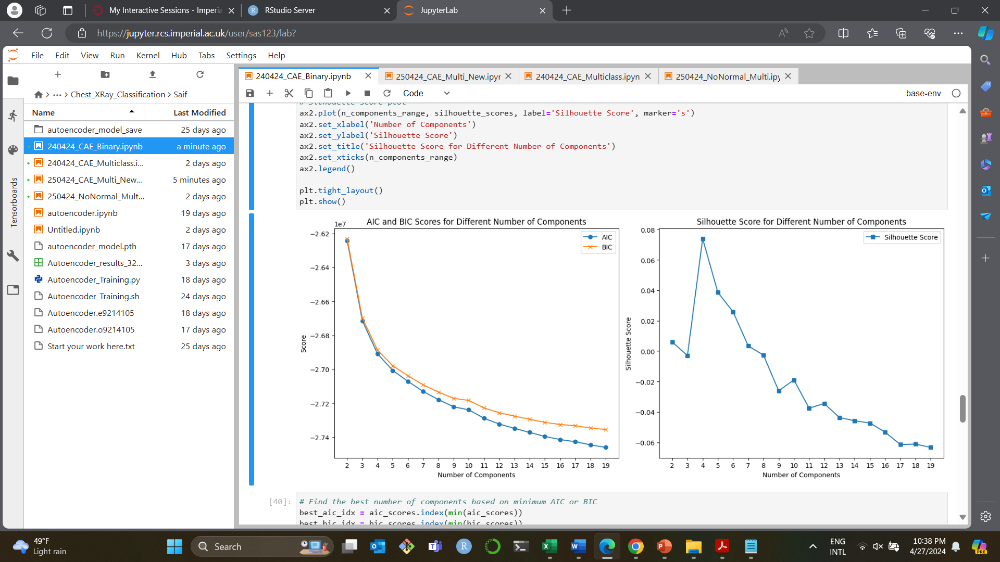 My Interactive Sessions - Imperia
RStudio Server
JupyterLab
https://jupyter.rcs.imperial.ac.uk/user/sas123/lab?
File Edit View Run Kernel Hub Tabs Settings Help
240424_CAE_Binary.ipynb
250424_CAE_Multi_New.ipyr
240424_CAE_Multiclass.ipyn
250424_NoNormal_Multi.ipy
Code
base-env
... > Chest_XRay_Classification > Saif
Name Last Modified
autoencoder_model_save 25 days ago
240424_CAE_Binary.ipynb a minute ago
240424_CAE_Multiclass.i... 2 days ago
250424_CAE_Multi_New... 5 minutes ago
250424_NoNormal_Mult... 2 days ago
autoencoder.ipynb 19 days ago
Untitled.ipynb 2 days ago
autoencoder_model.pth 17 days ago
Autoencoder_results_32... 3 days ago
Autoencoder_Training.py 18 days ago
Autoencoder_Training.sh 24 days ago
Autoencoder.e9214105 18 days ago
Autoencoder.o9214105 17 days ago
Start your work here.txt 25 days ago
Tensorboards
# Silhouette score plot
ax2.plot(n_components_range, silhouette_scores, label='Silhouette Score', marker='s')
ax2.set_xlabel('Number of Components')
ax2.set_ylabel('Silhouette Score')
ax2.set_title('Silhouette Score for Different Number of Components')
ax2.set_xticks(n_components_range)
ax2.legend()
plt.tight_layout()
plt.show()
AIC and BIC Scores for Different Number of Components
1e7
AIC
BIC
−2.62
−2.64
−2.66
−2.68
−2.70
−2.72
−2.74
Score
2 3 4 5 6 7 8 9 10 11 12 13 14 15 16 17 18 19
Number of Components
Silhouette Score for Different Number of Components
Silhouette Score
0.08
0.06
0.04
0.02
0.00
−0.02
−0.04
−0.06
Silhouette Score
2 3 4 5 6 7 8 9 10 11 12 13 14 15 16 17 18 19
Number of Components
[40]:
# Find the best number of components based on minimum AIC or BIC
best_aic_idx = aic_scores.index(min(aic_scores))
best_bic_idx = bic_scores.index(min(bic_scores))
49°F
Light rain
Search
ENG
INTL
10:38 PM
4/27/2024
PRE